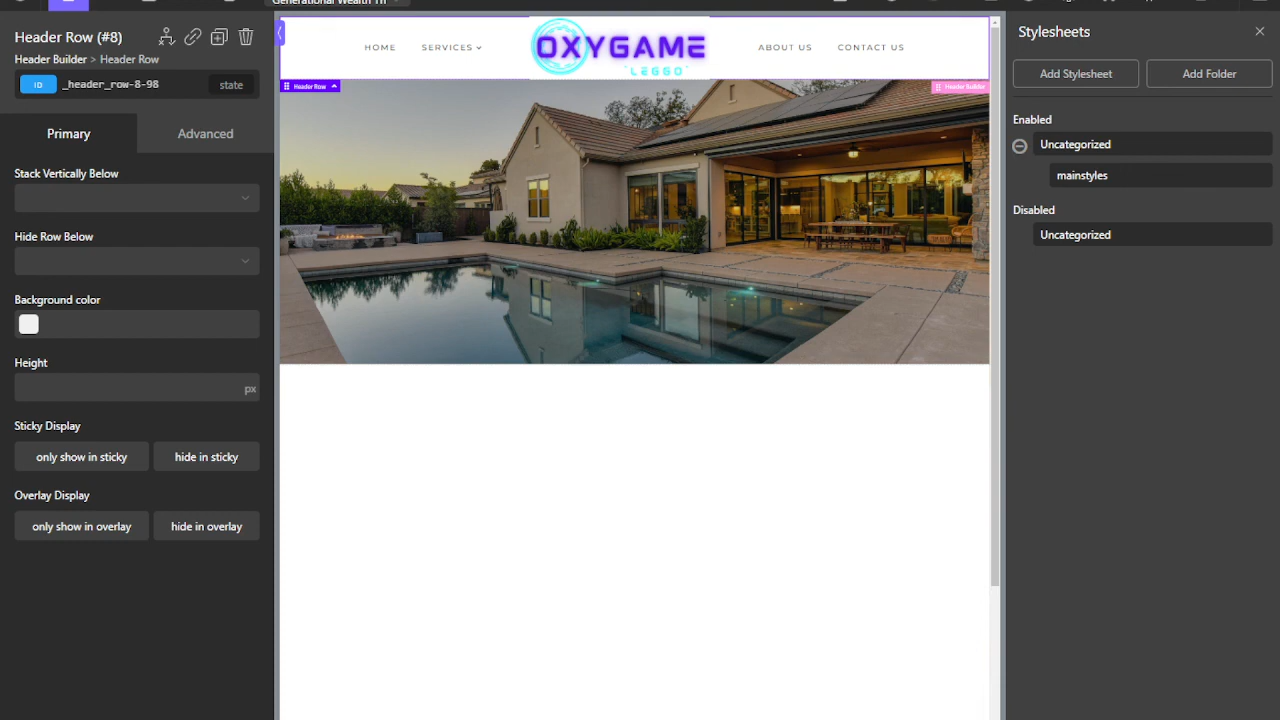 Generational Wealth
Header Row (#8)
Header Builder > Header Row
ID
_header_row-8-98
state
Primary
Advanced
Stack Vertically Below
Hide Row Below
Background color
Height
px
Sticky Display
only show in sticky
hide in sticky
Overlay Display
only show in overlay
hide in overlay
HOME
SERVICES
OXYGAME
LEGGO
ABOUT US
CONTACT US
Header Row
Header Builder
Stylesheets
Add Stylesheet
Add Folder
Enabled
Uncategorized
mainstyles
Disabled
Uncategorized